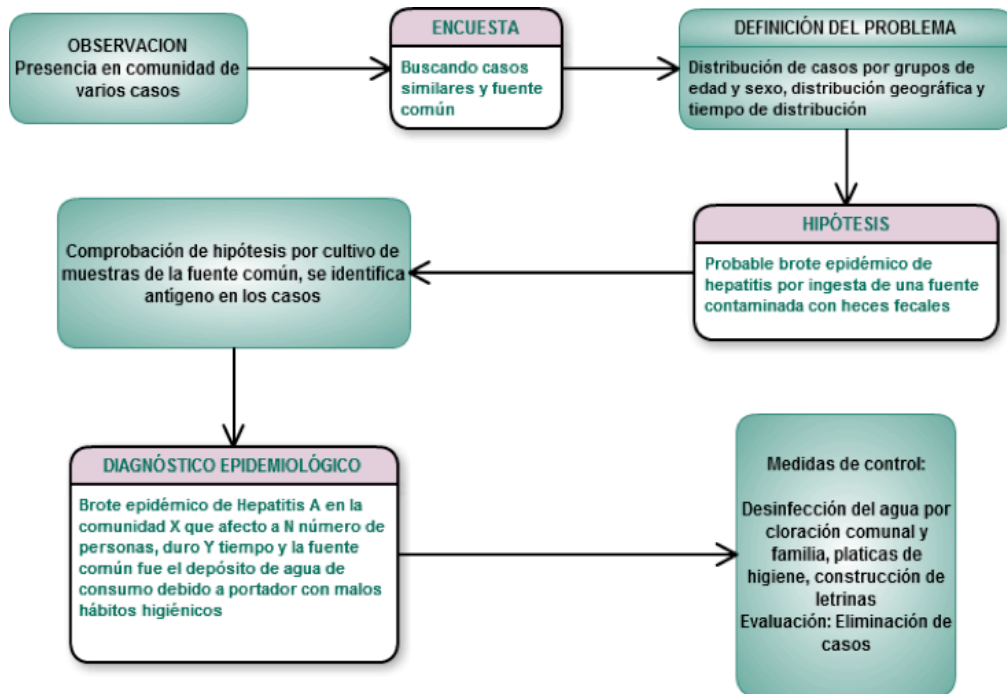 OBSERVACION
Presencia en comunidad de
varios casos
ENCUESTA
Buscando casos
similares y fuente
común
DEFINICIÓN DEL PROBLEMA
Distribución de casos por grupos de
edad y sexo, distribución geográfica y
tiempo de distribución
HIPÓTESIS
Probable brote epidémico de
hepatitis por ingesta de una fuente
contaminada con heces fecales
Comprobación de hipótesis por cultivo de
muestras de la fuente común, se identifica
antígeno en los casos
DIAGNÓSTICO EPIDEMIOLÓGICO
Brote epidémico de Hepatitis A en la
comunidad X que afecto a N número de
personas, duro Y tiempo y la fuente
común fue el depósito de agua de
consumo debido a portador con malos
hábitos higiénicos
Medidas de control:
Desinfección del agua por
cloración comunal y
familia, platicas de
higiene, construcción de
letrinas
Evaluación: Eliminación de
casos